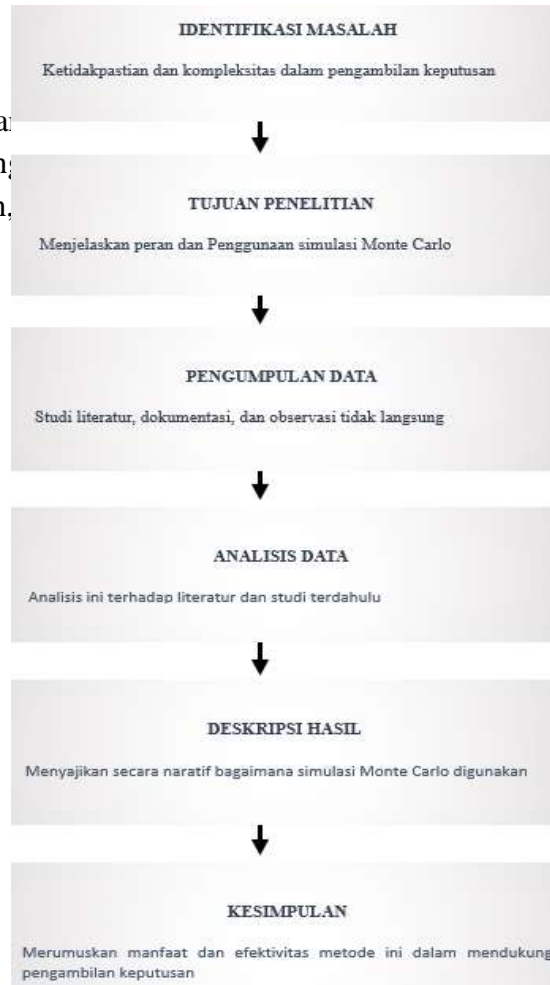 IDENTIFIKASI MASALAH
Ketidakpastian dan kompleksitas dalam pengambilan keputusan
TUJUAN PENELITIAN
Menjelaskan peran dan Penggunaan simulasi Monte Carlo
PENGUMPULAN DATA
Studi literatur, dokumentasi, dan observasi tidak langsung
ANALISIS DATA
Analisis ini terhadap literatur dan studi terdahulu
DESKRIPSI HASIL
Menyajikan secara naratif bagaimana simulasi Monte Carlo digunakan
KESIMPULAN
Merumuskan manfaat dan efektivitas metode ini dalam mendukung
pengambilan keputusan